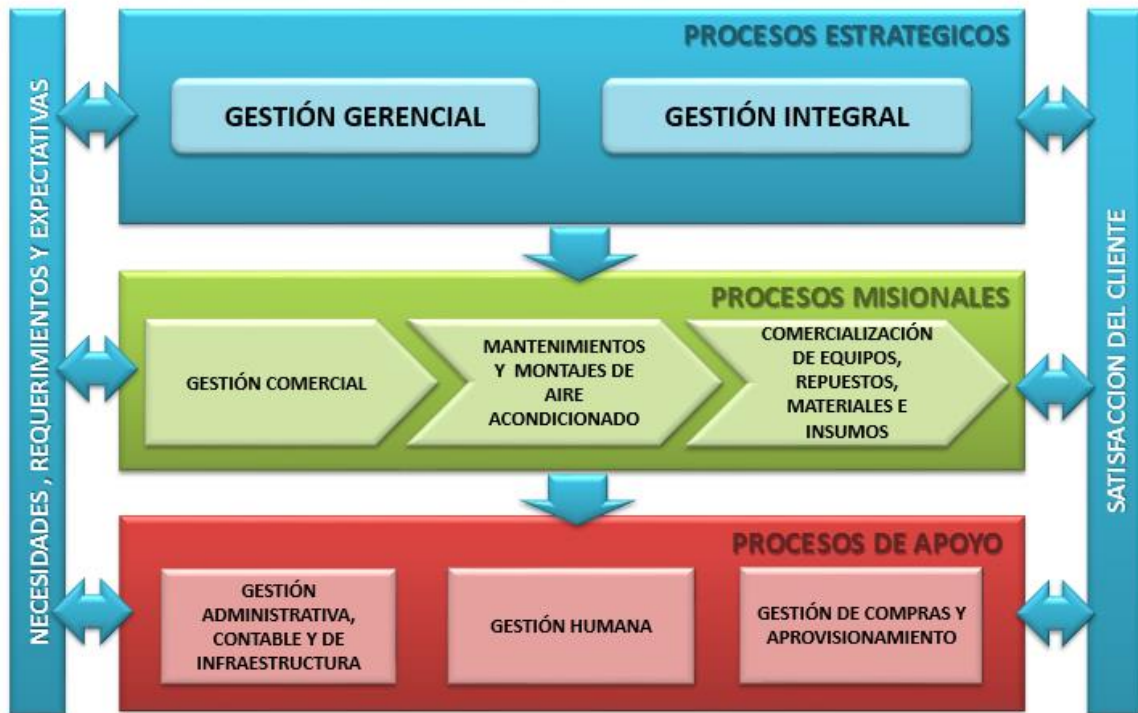 NECESIDADES , REQUERIMIENTOS Y EXPECTATIVAS
PROCESOS ESTRATEGICOS
GESTIÓN GERENCIAL
GESTIÓN INTEGRAL
PROCESOS MISIONALES
GESTIÓN COMERCIAL
MANTENIMIENTOS
Y MONTAJES DE
AIRE
ACONDICIONADO
COMERCIALIZACIÓN
DE EQUIPOS,
REPUESTOS,
MATERIALES E
INSUMOS
PROCESOS DE APOYO
GESTIÓN
ADMINISTRATIVA,
CONTABLE Y DE
INFRAESTRUCTURA
GESTIÓN HUMANA
GESTIÓN DE COMPRAS Y
APROVISIONAMIENTO
SATISFACCION DEL CLIENTE